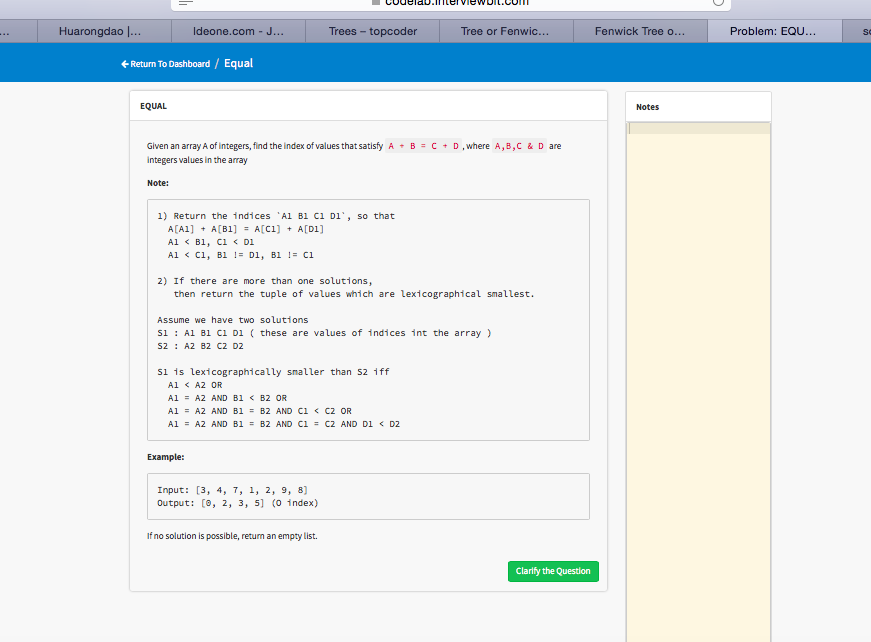 codelab.interviewbit.com
... Huarongdao |... Ideone.com - J... Trees – topcoder Tree or Fenwic... Fenwick Tree o... Problem: EQU... so
Return To Dashboard / Equal
EQUAL
Notes
Given an array A of integers, find the index of values that satisfy A + B = C + D , where A,B,C & D are
integers values in the array
Note:
1) Return the indices `A1 B1 C1 D1`, so that
A[A1] + A[B1] = A[C1] + A[D1]
A1 < B1, C1 < D1
A1 < C1, B1 != D1, B1 != C1
2) If there are more than one solutions,
then return the tuple of values which are lexicographical smallest.
Assume we have two solutions
S1 : A1 B1 C1 D1 ( these are values of indices int the array )
S2 : A2 B2 C2 D2
S1 is lexicographically smaller than S2 iff
A1 < A2 OR
A1 = A2 AND B1 < B2 OR
A1 = A2 AND B1 = B2 AND C1 < C2 OR
A1 = A2 AND B1 = B2 AND C1 = C2 AND D1 < D2
Example:
Input: [3, 4, 7, 1, 2, 9, 8]
Output: [0, 2, 3, 5] (O index)
If no solution is possible, return an empty list.
Clarify the Question